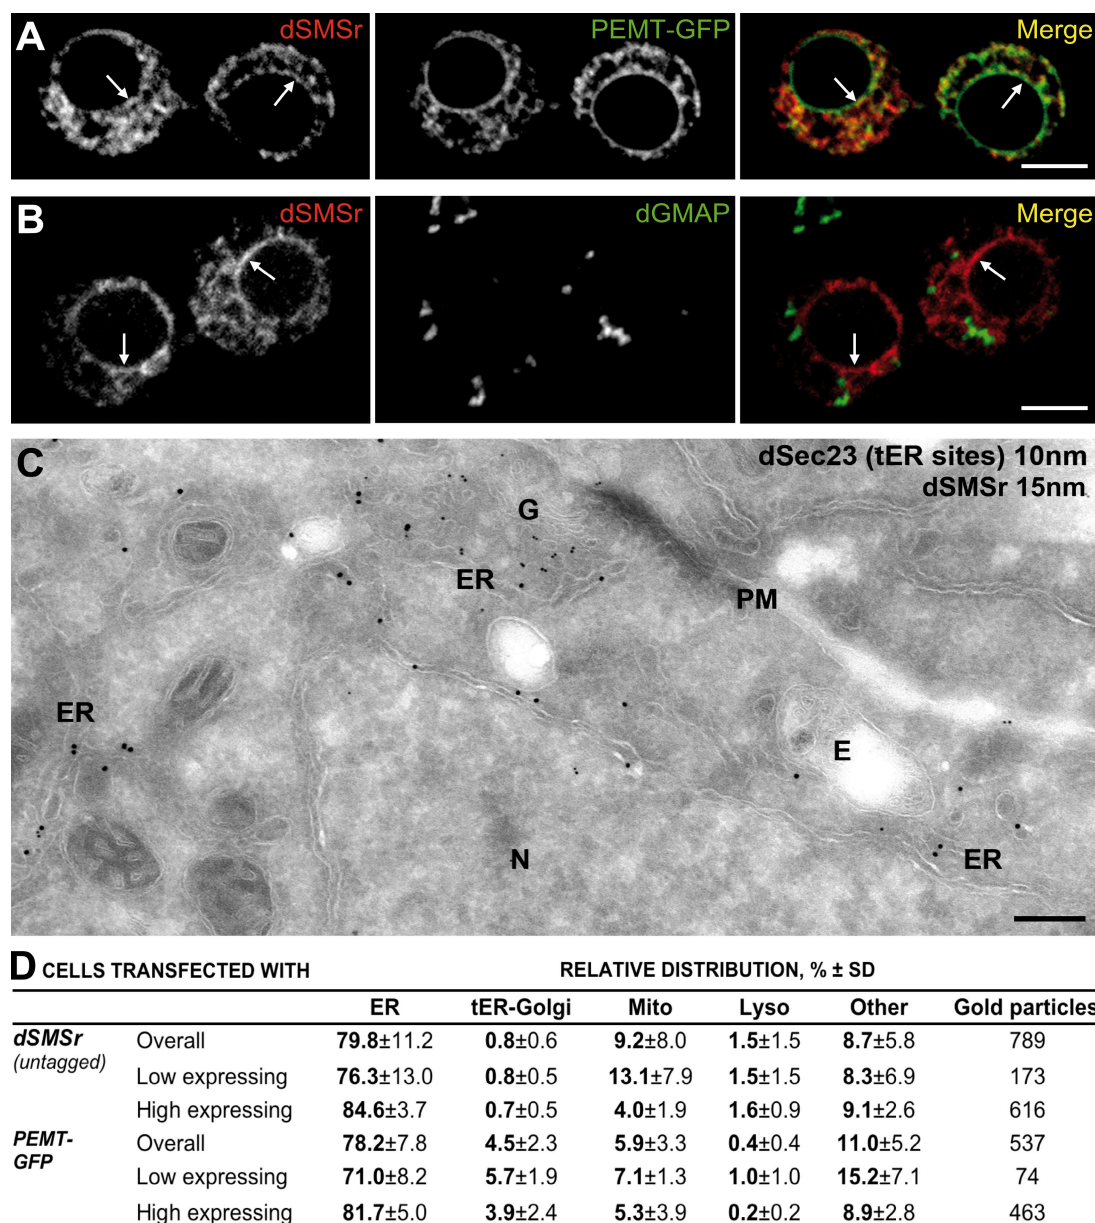 A dSMSr PEMT-GFP Merge
B dSMSr dGMAP Merge
C dSec23 (tER sites) 10nm
dSMSr 15nm
G
ER
PM
ER
E
N
ER
D CELLS TRANSFECTED WITH RELATIVE DISTRIBUTION, % ± SD
ER tER-Golgi Mito Lyso Other Gold particles
dSMSr Overall 79.8±11.2 0.8±0.6 9.2±8.0 1.5±1.5 8.7±5.8 789
(untagged)
Low expressing 76.3±13.0 0.8±0.5 13.1±7.9 1.5±1.5 8.3±6.9 173
High expressing 84.6±3.7 0.7±0.5 4.0±1.9 1.6±0.9 9.1±2.6 616
PEMT- Overall 78.2±7.8 4.5±2.3 5.9±3.3 0.4±0.4 11.0±5.2 537
GFP
Low expressing 71.0±8.2 5.7±1.9 7.1±1.3 1.0±1.0 15.2±7.1 74
High expressing 81.7±5.0 3.9±2.4 5.3±3.9 0.2±0.2 8.9±2.8 463